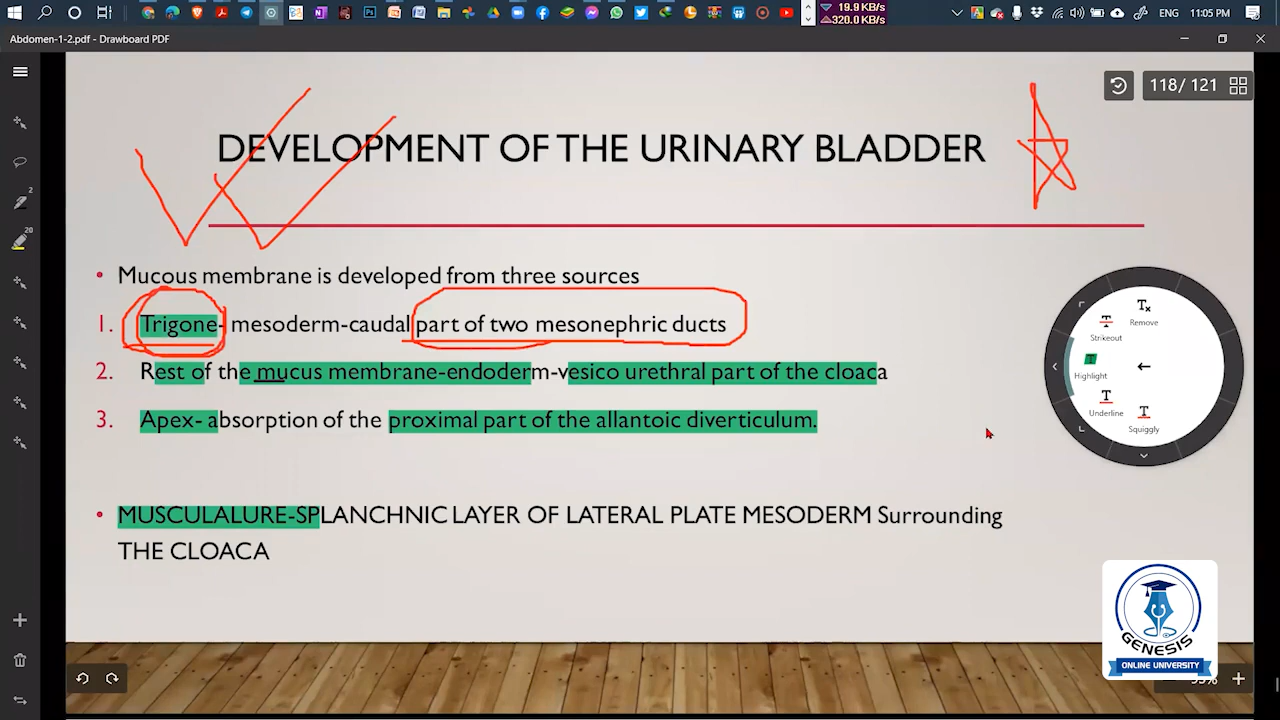 19.9 KB/s
320.0 KB/s
ENG
11:05 PM
Abdomen-1-2.pdf - Drawboard PDF
118/ 121
DEVELOPMENT OF THE URINARY BLADDER
• Mucous membrane is developed from three sources
1. Trigone- mesoderm-caudal part of two mesonephric ducts
2. Rest of the mucus membrane-endoderm-vesico urethral part of the cloaca
3. Apex- absorption of the proximal part of the allantoic diverticulum.
• MUSCULALURE-SPLANCHNIC LAYER OF LATERAL PLATE MESODERM Surrounding
THE CLOACA
Remove
Strikeout
Highlight
Underline
Squiggly
2
20
GENESIS
ONLINE UNIVERSITY